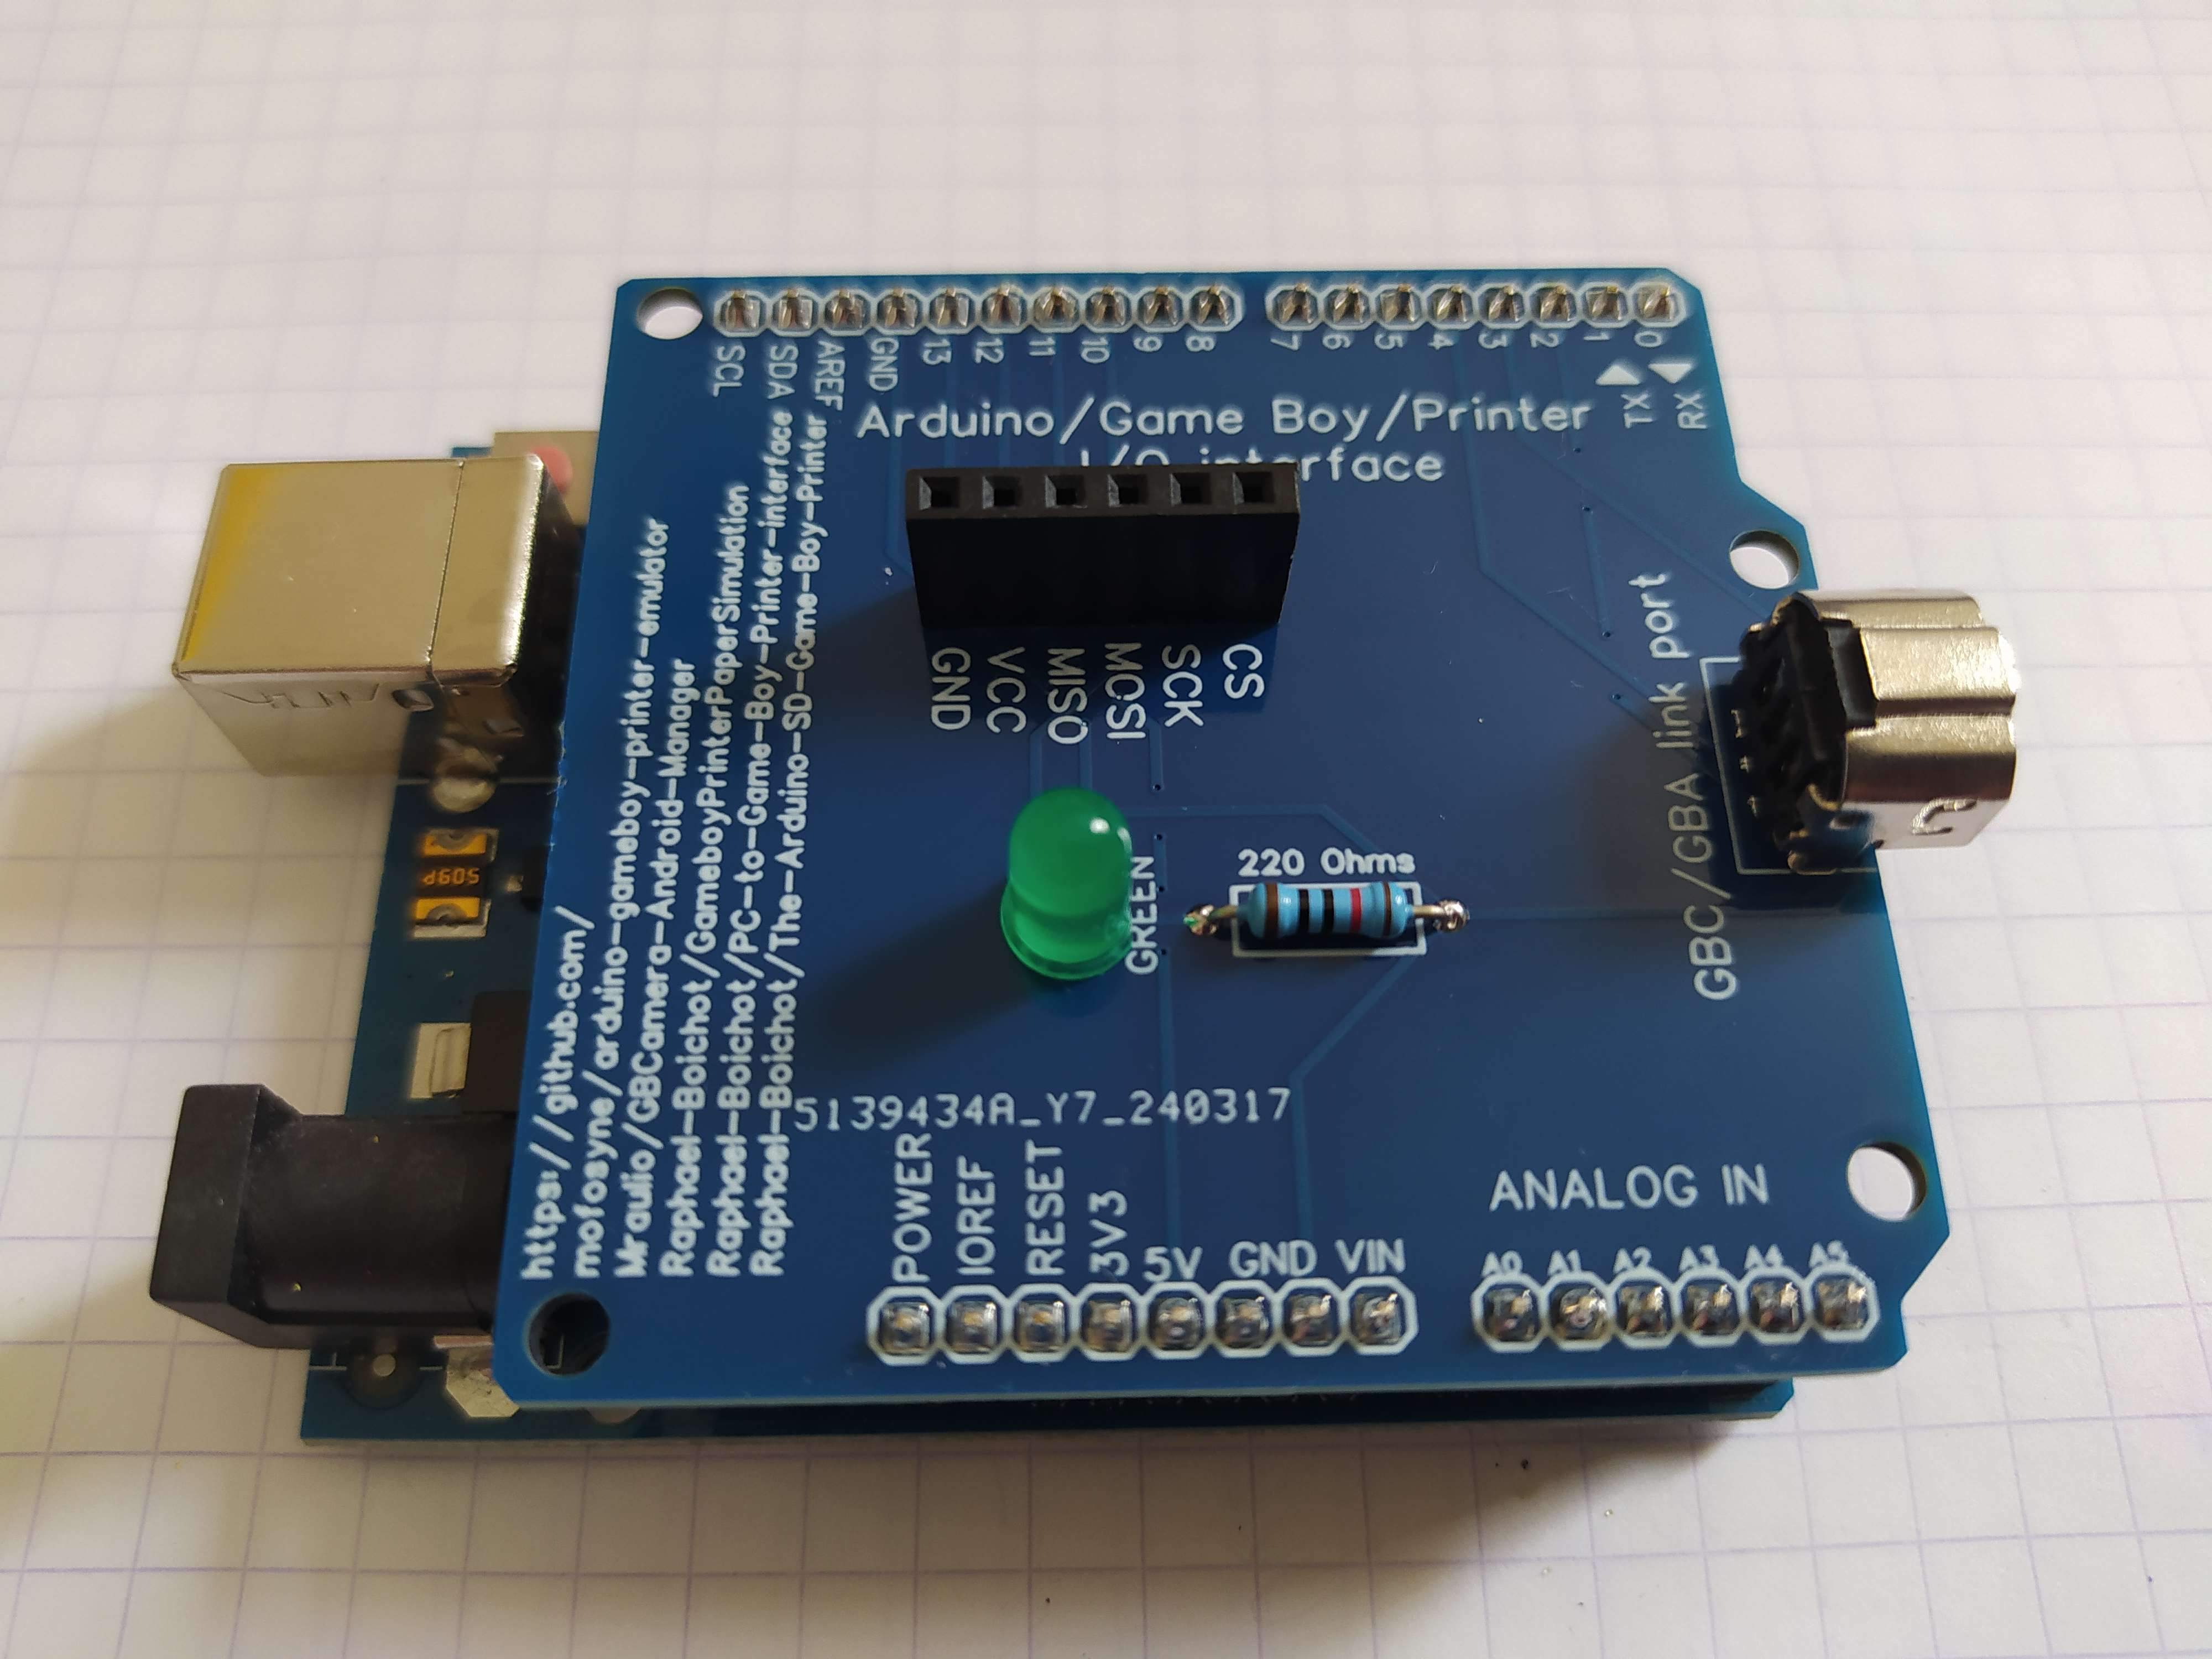 SCL
SDA
AREF
GND
13
12
11
10
9
8
7
6
5
4
3
2
1
0
TX
RX
Arduino/Game Boy/Printer
I/O interface
GND
VCC
MISO
MOSI
SCK
CS
https://github.com/
mofosyne/arduino-gameboy-printer-emulator
Mraulio/GBCamera-Android-Manager
Raphael-Boichot/GameboyPrinterPaperSimulation
Raphael-Boichot/PC-to-Game-Boy-Printer-interface
Raphael-Boichot/The-Arduino-SD-Game-Boy-Printer
GREEN
220 Ohms
GBC/GBA link port
509P
5139434A_Y7_240317
POWER
IOREF
RESET
3V3
5V
GND
VIN
ANALOG IN
A0
A1
A2
A3
A4
A5